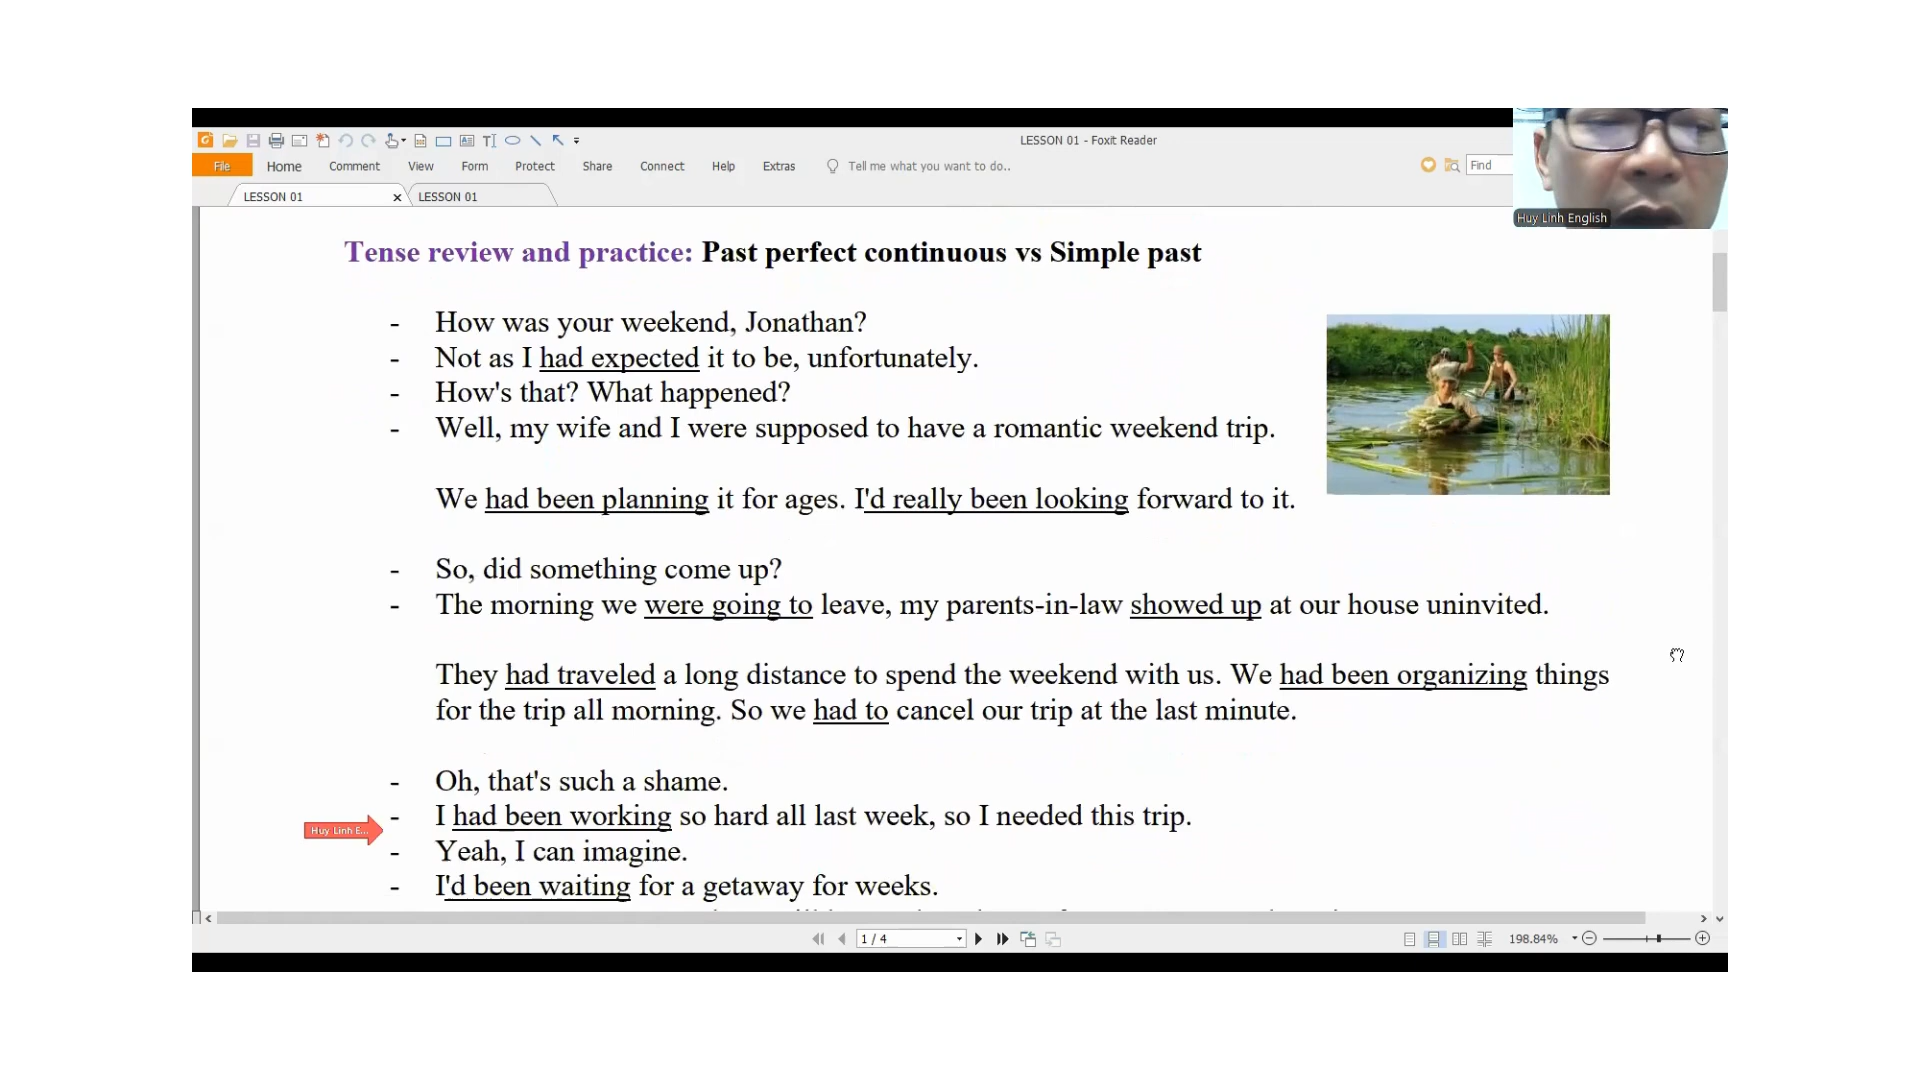 LESSON 01 - Foxit Reader
File Home Comment View Form Protect Share Connect Help Extras Tell me what you want to do.. Find
Huy Linh English
LESSON 01 x LESSON 01
Tense review and practice: Past perfect continuous vs Simple past
- How was your weekend, Jonathan?
- Not as I had expected it to be, unfortunately.
- How's that? What happened?
- Well, my wife and I were supposed to have a romantic weekend trip.
We had been planning it for ages. I'd really been looking forward to it.
- So, did something come up?
- The morning we were going to leave, my parents-in-law showed up at our house uninvited.
They had traveled a long distance to spend the weekend with us. We had been organizing things
for the trip all morning. So we had to cancel our trip at the last minute.
- Oh, that's such a shame.
- I had been working so hard all last week, so I needed this trip.
Huy Linh E...
- Yeah, I can imagine.
- I'd been waiting for a getaway for weeks.
1 / 4
198.84%